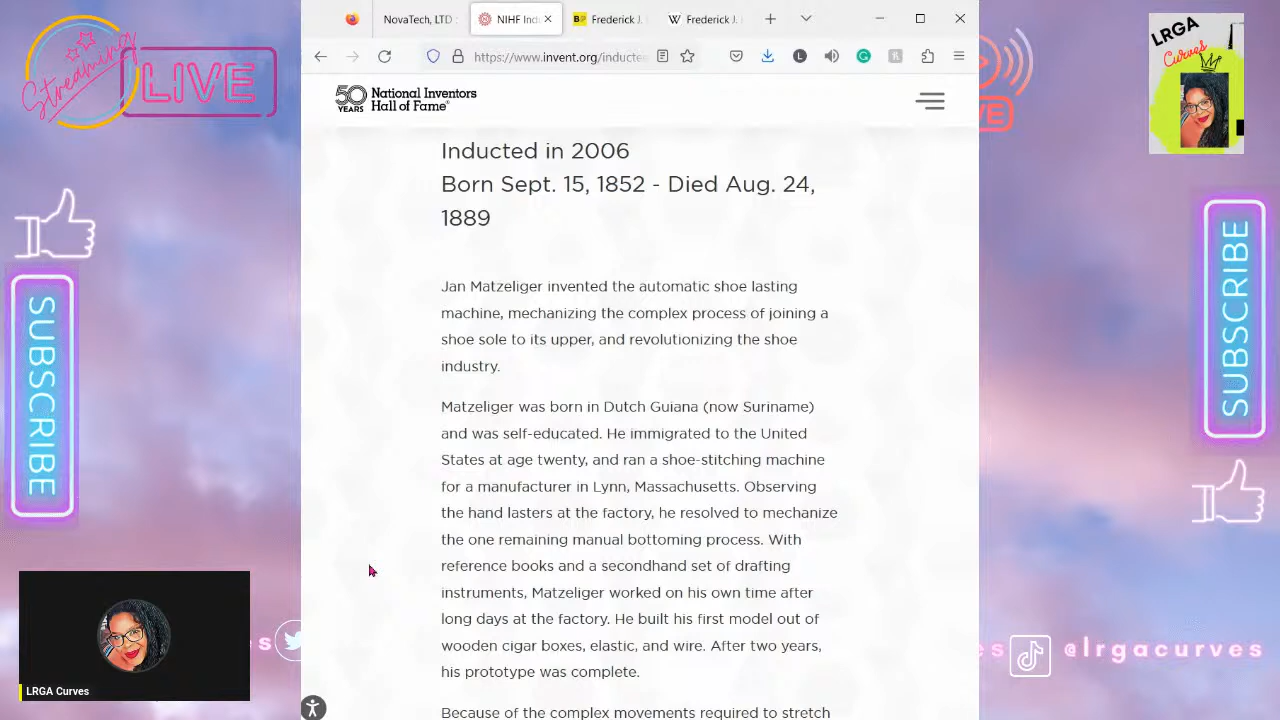 Streaming
LIVE
NovaTech, LTD
NIHF Ind
Frederick J.
Frederick J.
https://www.invent.org/inductee
50
YEARS
National Inventors
Hall of Fame®
Inducted in 2006
Born Sept. 15, 1852 - Died Aug. 24,
1889
Jan Matzeliger invented the automatic shoe lasting
machine, mechanizing the complex process of joining a
shoe sole to its upper, and revolutionizing the shoe
industry.
Matzeliger was born in Dutch Guiana (now Suriname)
and was self-educated. He immigrated to the United
States at age twenty, and ran a shoe-stitching machine
for a manufacturer in Lynn, Massachusetts. Observing
the hand lasters at the factory, he resolved to mechanize
the one remaining manual bottoming process. With
reference books and a secondhand set of drafting
instruments, Matzeliger worked on his own time after
long days at the factory. He built his first model out of
wooden cigar boxes, elastic, and wire. After two years,
his prototype was complete.
Because of the complex movements required to stretch
SUBSCRIBE
LRGA Curves
s
VE
LRGA
Curves
SUBSCRIBE
es
@lrgacurves